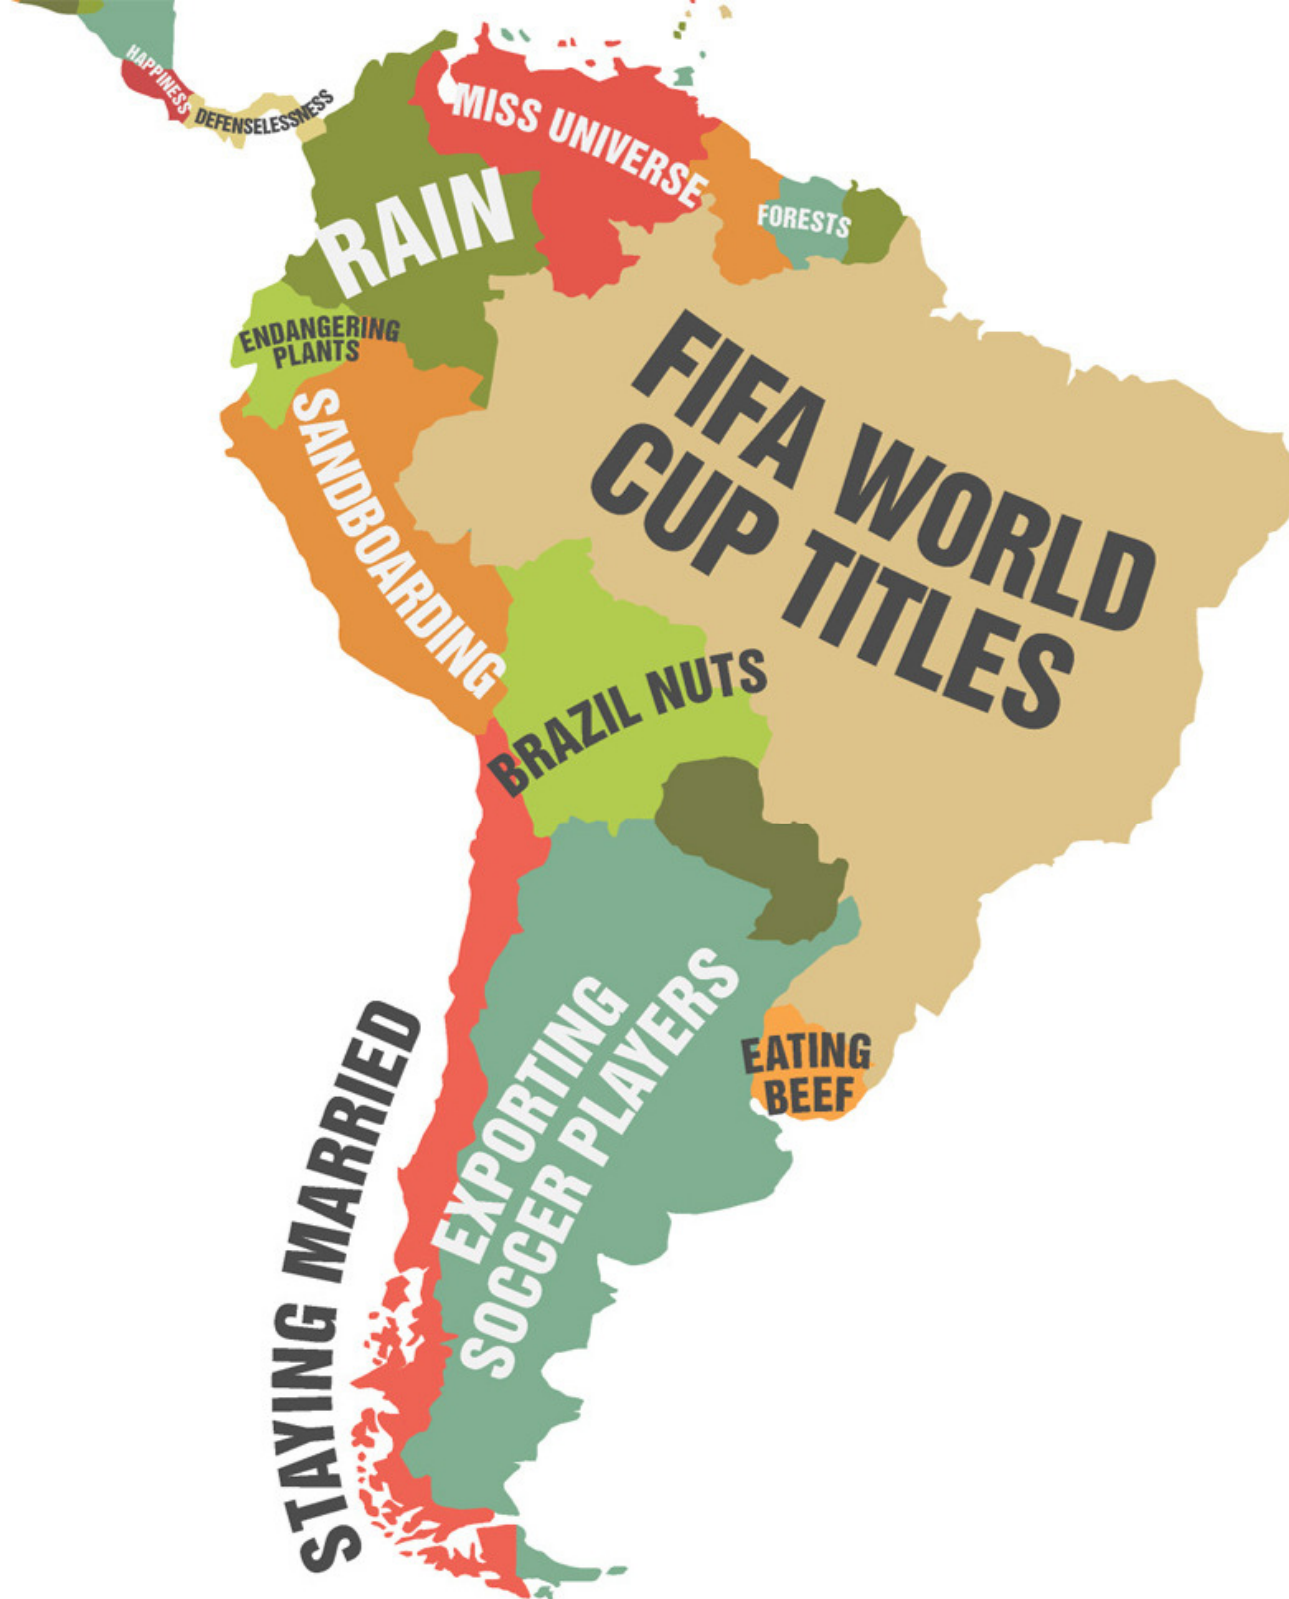 HAPPINESS
DEFENSELESSNESS
MISS UNIVERSE
RAIN
FORESTS
ENDANGERING
PLANTS
SANDBOARDING
FIFA WORLD
CUP TITLES
BRAZIL NUTS
EXPORTING
SOCCER PLAYERS
EATING
BEEF
STAYING MARRIED